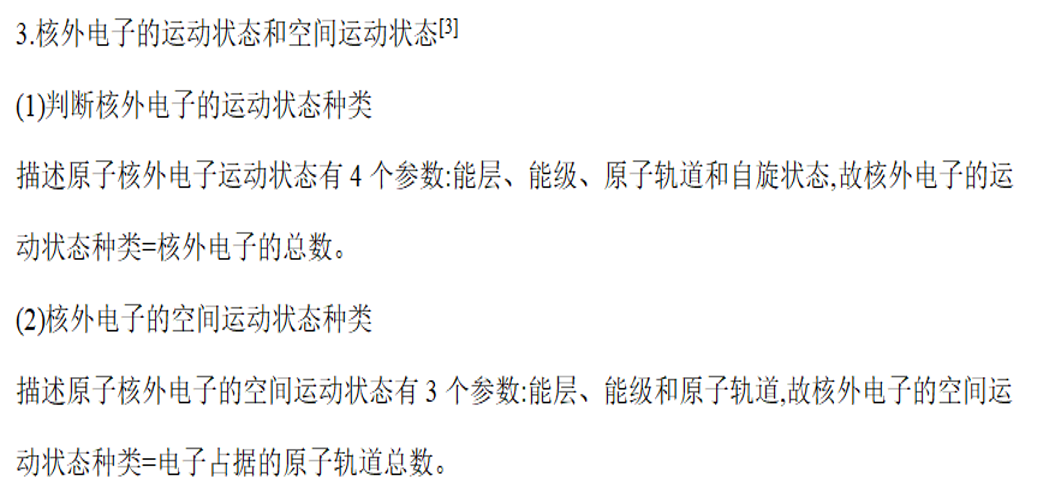 3.核外电子的运动状态和空间运动状态[3]
(1)判断核外电子的运动状态种类
描述原子核外电子运动状态有 4 个参数:能层、能级、原子轨道和自旋状态,故核外电子的运
动状态种类=核外电子的总数。
(2)核外电子的空间运动状态种类
描述原子核外电子的空间运动状态有 3 个参数:能层、能级和原子轨道,故核外电子的空间运
动状态种类=电子占据的原子轨道总数。